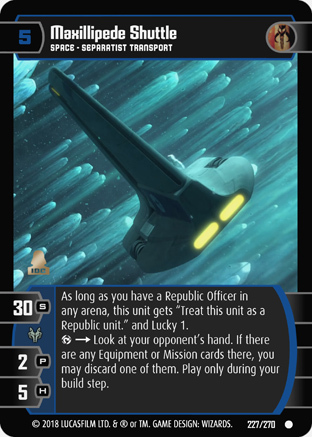 5 Maxillipede Shuttle
SPACE - SEPARATIST TRANSPORT
IDC
30 S
2 P
5 H
As long as you have a Republic Officer in
any arena, this unit gets "Treat this unit as a
Republic unit." and Lucky 1.
→ Look at your opponent's hand. If there
are any Equipment or Mission cards there, you
may discard one of them. Play only during your
build step.
© 2018 LUCASFILM LTD. & ® or TM. GAME DESIGN: WIZARDS. 227/270